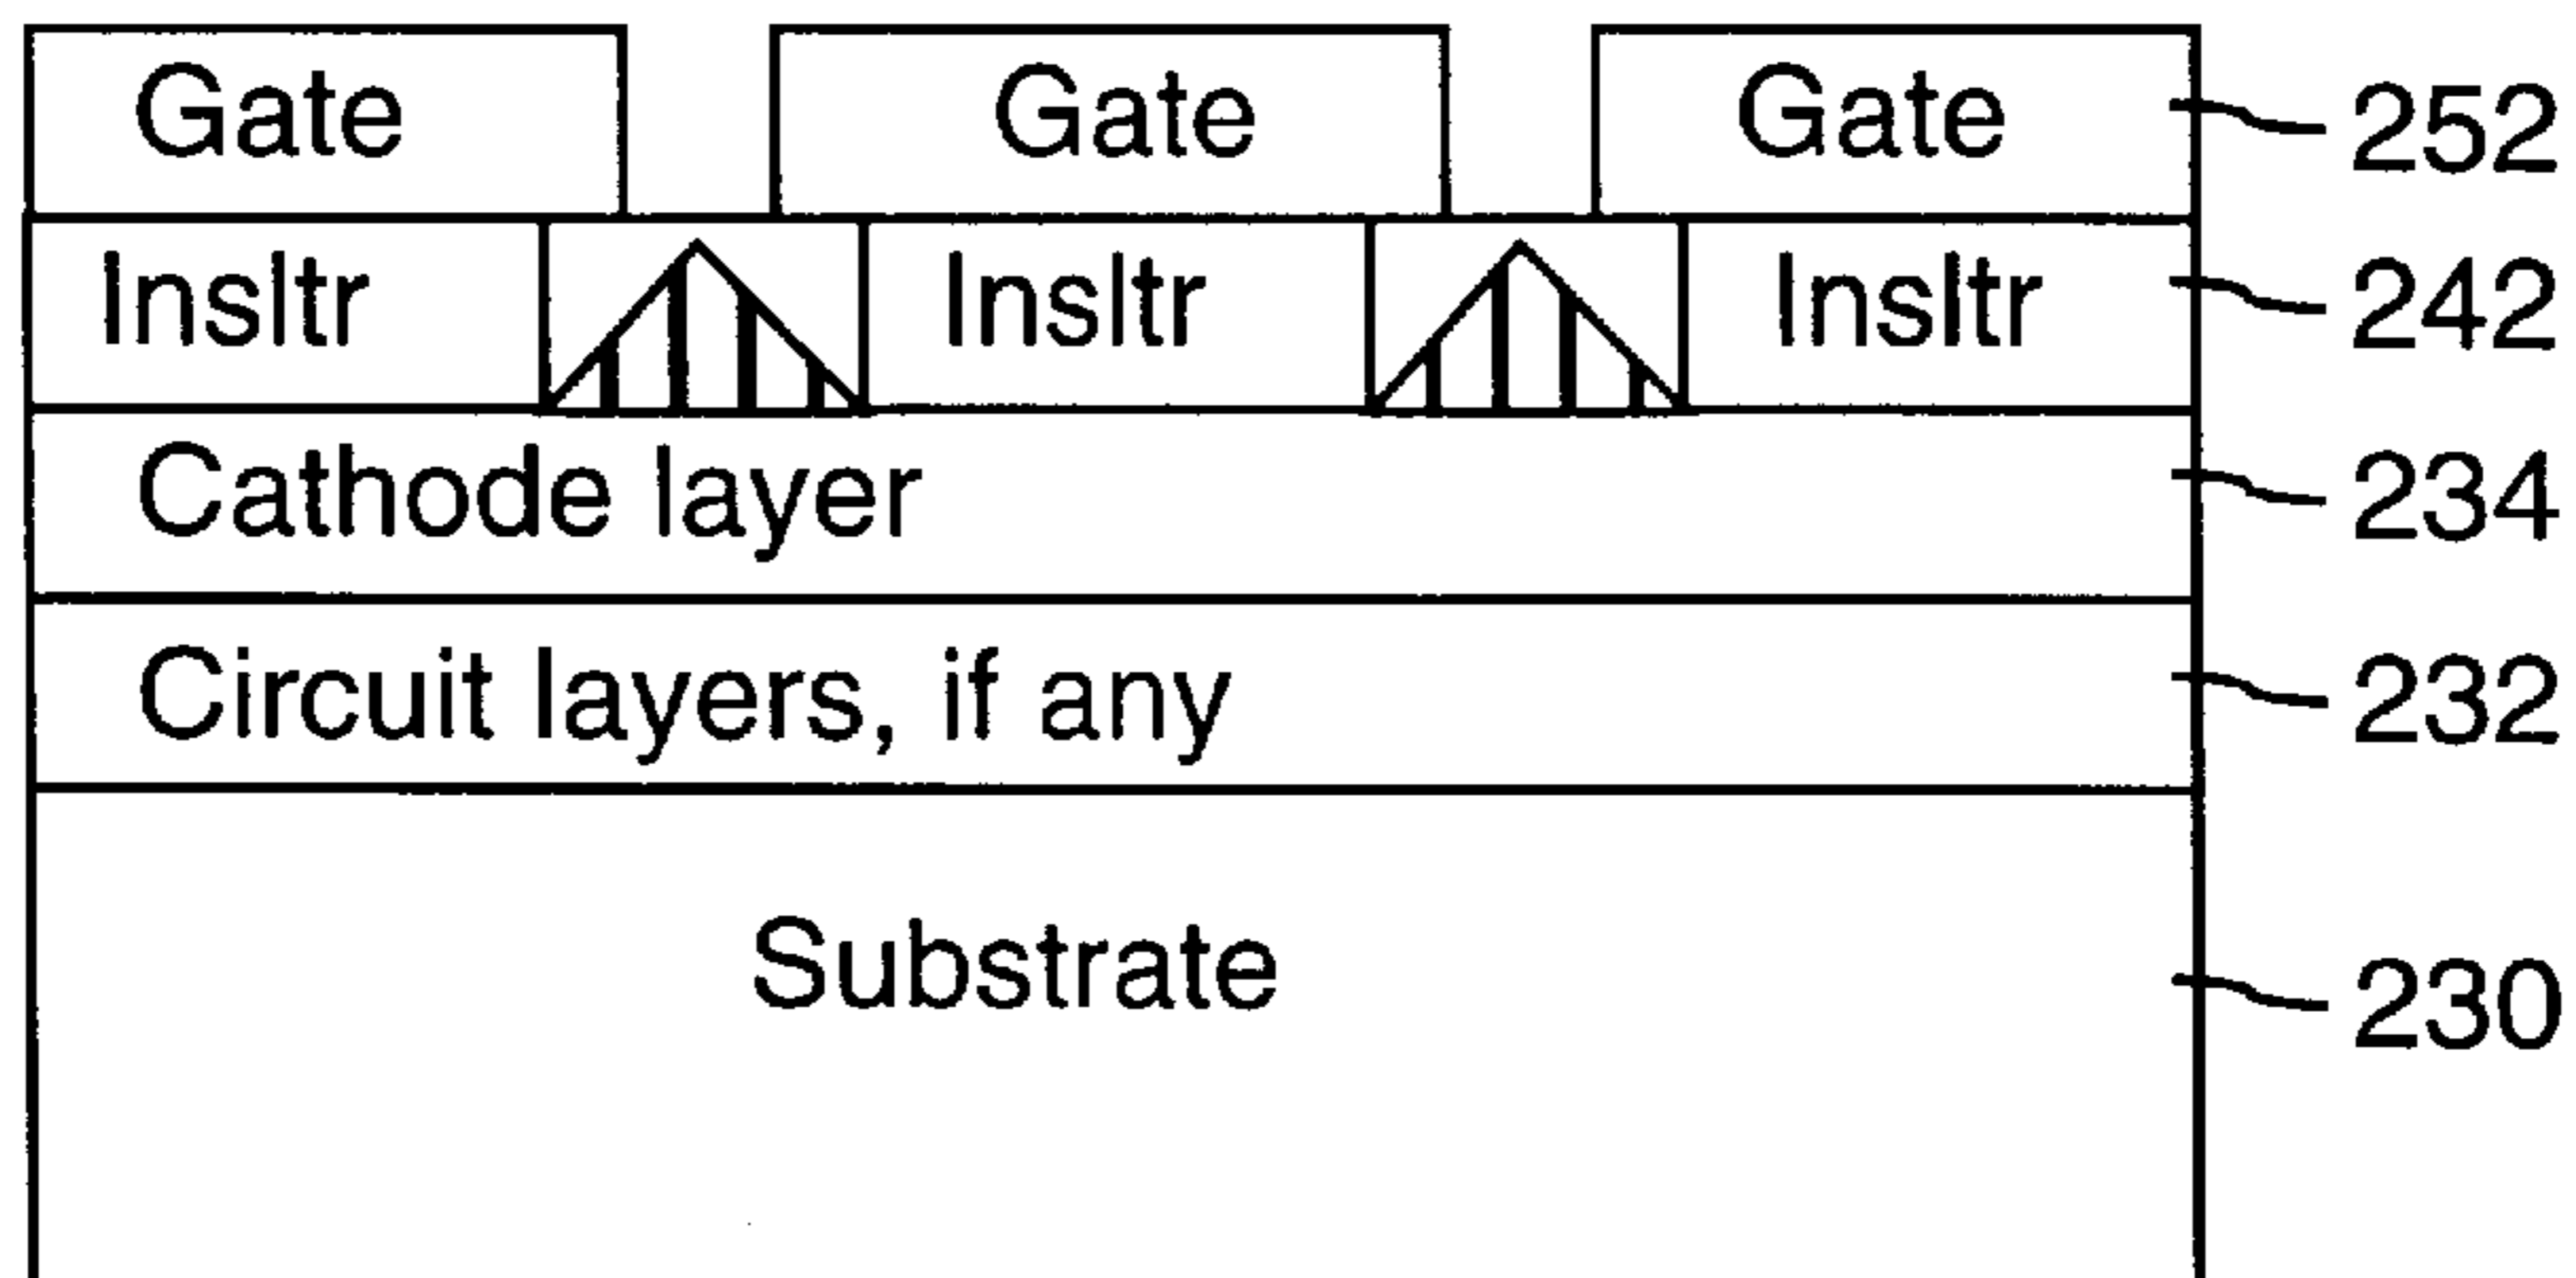 Gate Gate Gate 252
Insltr Insltr Insltr 242
Cathode layer 234
Circuit layers, if any 232
Substrate 230